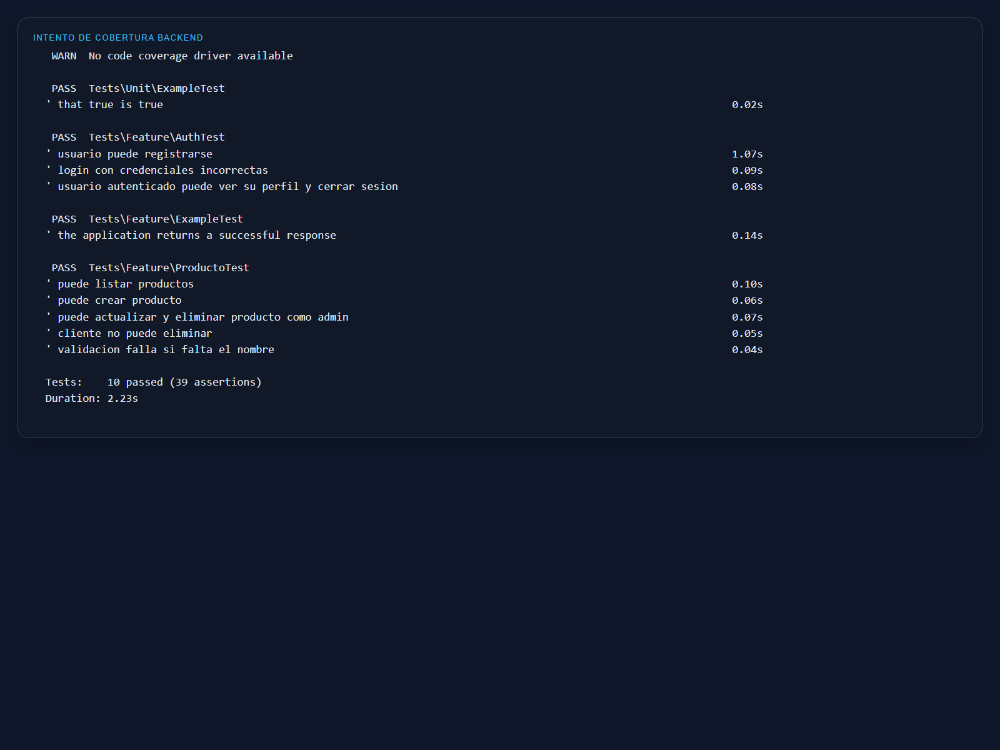 INTENTO DE COBERTURA BACKEND
WARN  No code coverage driver available
PASS  Tests\Unit\ExampleTest
' that true is true 0.02s
PASS  Tests\Feature\AuthTest
' usuario puede registrarse 1.07s
' login con credenciales incorrectas 0.09s
' usuario autenticado puede ver su perfil y cerrar sesion 0.08s
PASS  Tests\Feature\ExampleTest
' the application returns a successful response 0.14s
PASS  Tests\Feature\ProductoTest
' puede listar productos 0.10s
' puede crear producto 0.06s
' puede actualizar y eliminar producto como admin 0.07s
' cliente no puede eliminar 0.05s
' validacion falla si falta el nombre 0.04s
Tests:    10 passed (39 assertions)
Duration: 2.23s